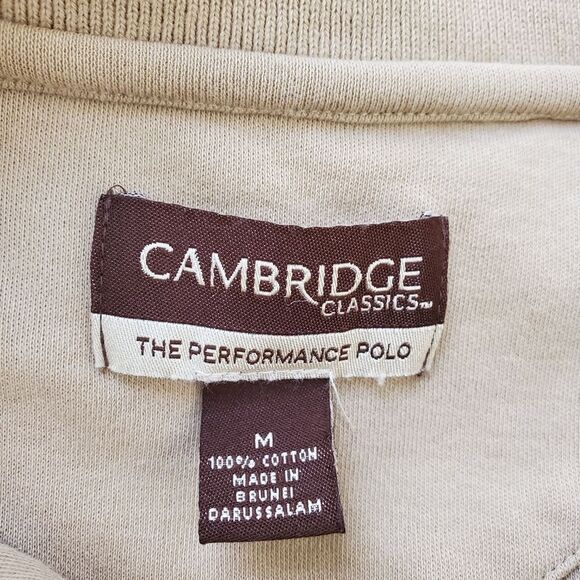 CAMBRIDGE
CLASSICS™
THE PERFORMANCE POLO
M
100% COTTON
MADE IN
BRUNEI
DARUSSALAM